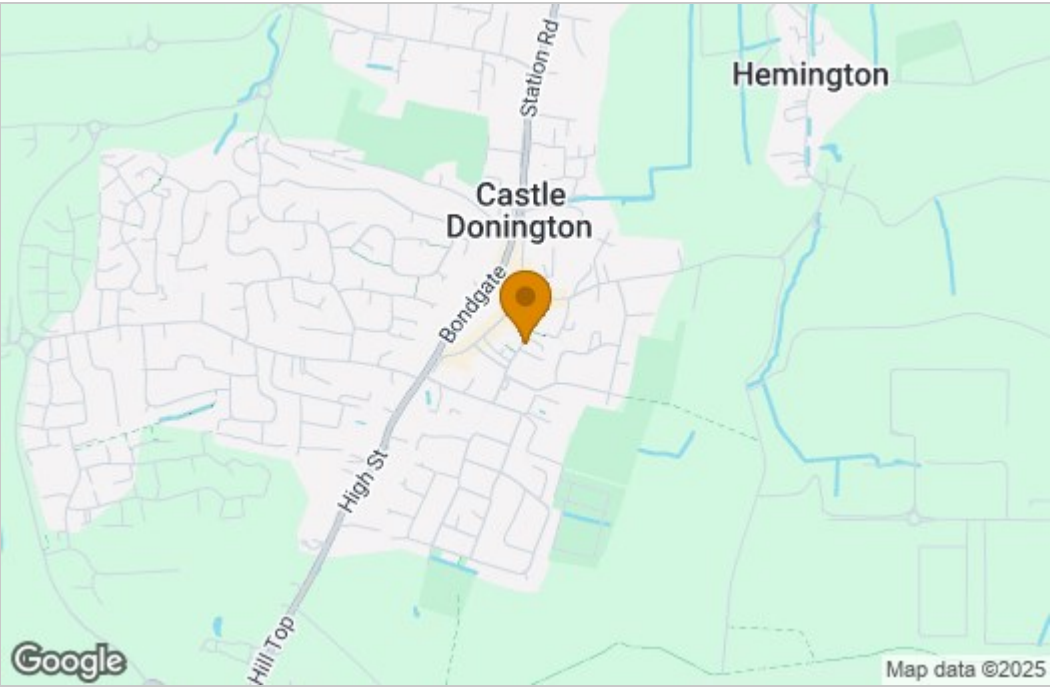 Station Rd
Hemington
Castle
Donington
Bondgate
High St
Hill Top
Google
Map data ©2025